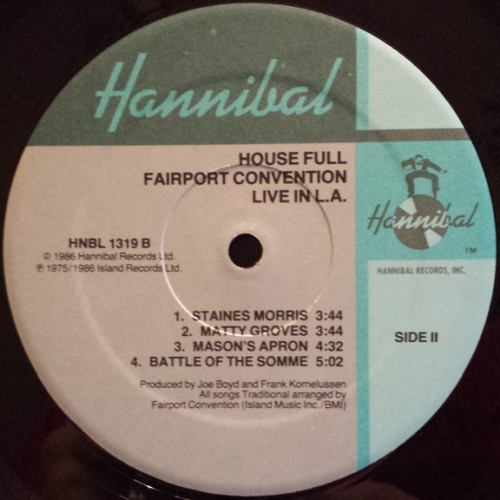 Hannibal
HOUSE FULL
FAIRPORT CONVENTION
LIVE IN L.A.
Hannibal
TM
HANNIBAL RECORDS, INC.
HNBL 1319 B
© 1986 Hannibal Records Ltd.
℗ 1975/1986 Island Records Ltd.
1. STAINES MORRIS 3:44
2. MATTY GROVES 3:44
3. MASON'S APRON 4:32
4. BATTLE OF THE SOMME 5:02
SIDE II
Produced by Joe Boyd and Frank Kornelussen
All songs Traditional arranged by
Fairport Convention (Island Music Inc./BMI)